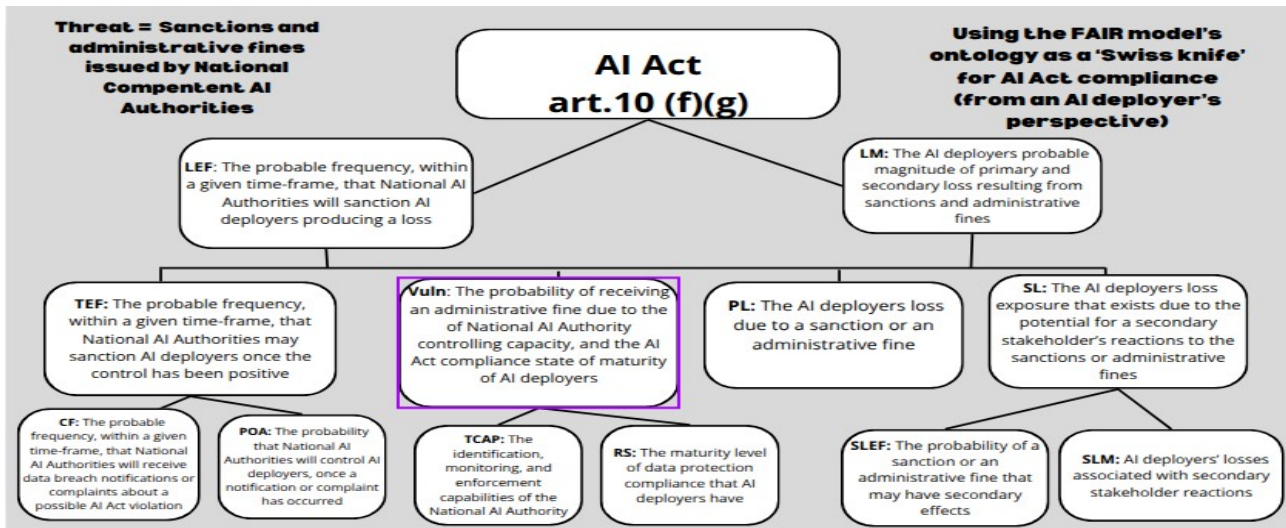 Threat = Sanctions and
administrative fines
issued by National
Compentent AI
Authorities
AI Act
art.10 (f)(g)
Using the FAIR model's
ontology as a 'Swiss knife'
for AI Act compliance
(from an AI deployer's
perspective)
LEF: The probable frequency, within
a given time-frame, that National AI
Authorities will sanction AI
deployers producing a loss
LM: The AI deployers probable
magnitude of primary and
secondary loss resulting from
sanctions and administrative
fines
TEF: The probable frequency,
within a given time-frame, that
National AI Authorities may
sanction AI deployers once the
control has been positive
Vuln: The probability of receiving
an administrative fine due to the
of National AI Authority
controlling capacity, and the AI
Act compliance state of maturity
of AI deployers
PL: The AI deployers loss
due to a sanction or an
administrative fine
SL: The AI deployers loss
exposure that exists due to the
potential for a secondary
stakeholder's reactions to the
sanctions or administrative
fines
CF: The probable
frequency, within a given
time-frame, that National
AI Authorities will receive
data breach notifications or
complaints about a
possible AI Act violation
POA: The probability
that National AI
Authorities will control AI
deployers, once a
notification or complaint
has occurred
TCAP: The
identification,
monitoring, and
enforcement
capabilities of the
National AI Authority
RS: The maturity level
of data protection
compliance that AI
deployers have
SLEF: The probability of a
sanction or an
administrative fine that
may have secondary
effects
SLM: AI deployers' losses
associated with secondary
stakeholder reactions